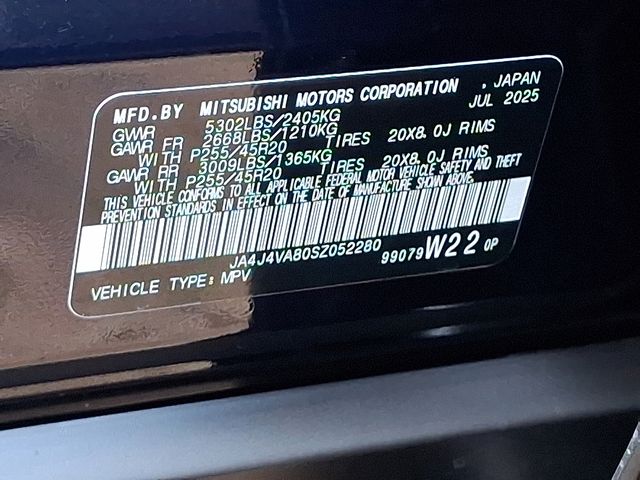 MFD.BY MITSUBISHI MOTORS CORPORATION , JAPAN
JUL 2025
GVWR 5302LBS/2405KG
GAWR FR 2668LBS/1210KG
WITH P255/45R20 TIRES 20X8.0J RIMS
GAWR RR 3009LBS/1365KG
WITH P255/45R20 TIRES 20X8.0J RIMS
THIS VEHICLE CONFORMS TO ALL APPLICABLE FEDERAL MOTOR VEHICLE SAFETY AND THEFT
PREVENTION STANDARDS IN EFFECT ON THE DATE OF MANUFACTURE SHOWN ABOVE.
JA4J4VA80SZ052280
99079 W22 0P
VEHICLE TYPE: MPV